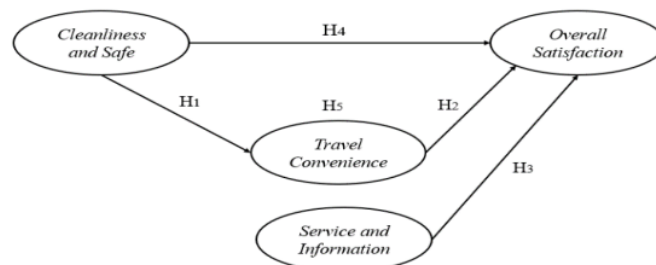 Cleanliness
and Safe
H4
Overall
Satisfaction
H1
H5
H2
Travel
Convenience
H3
Service and
Information